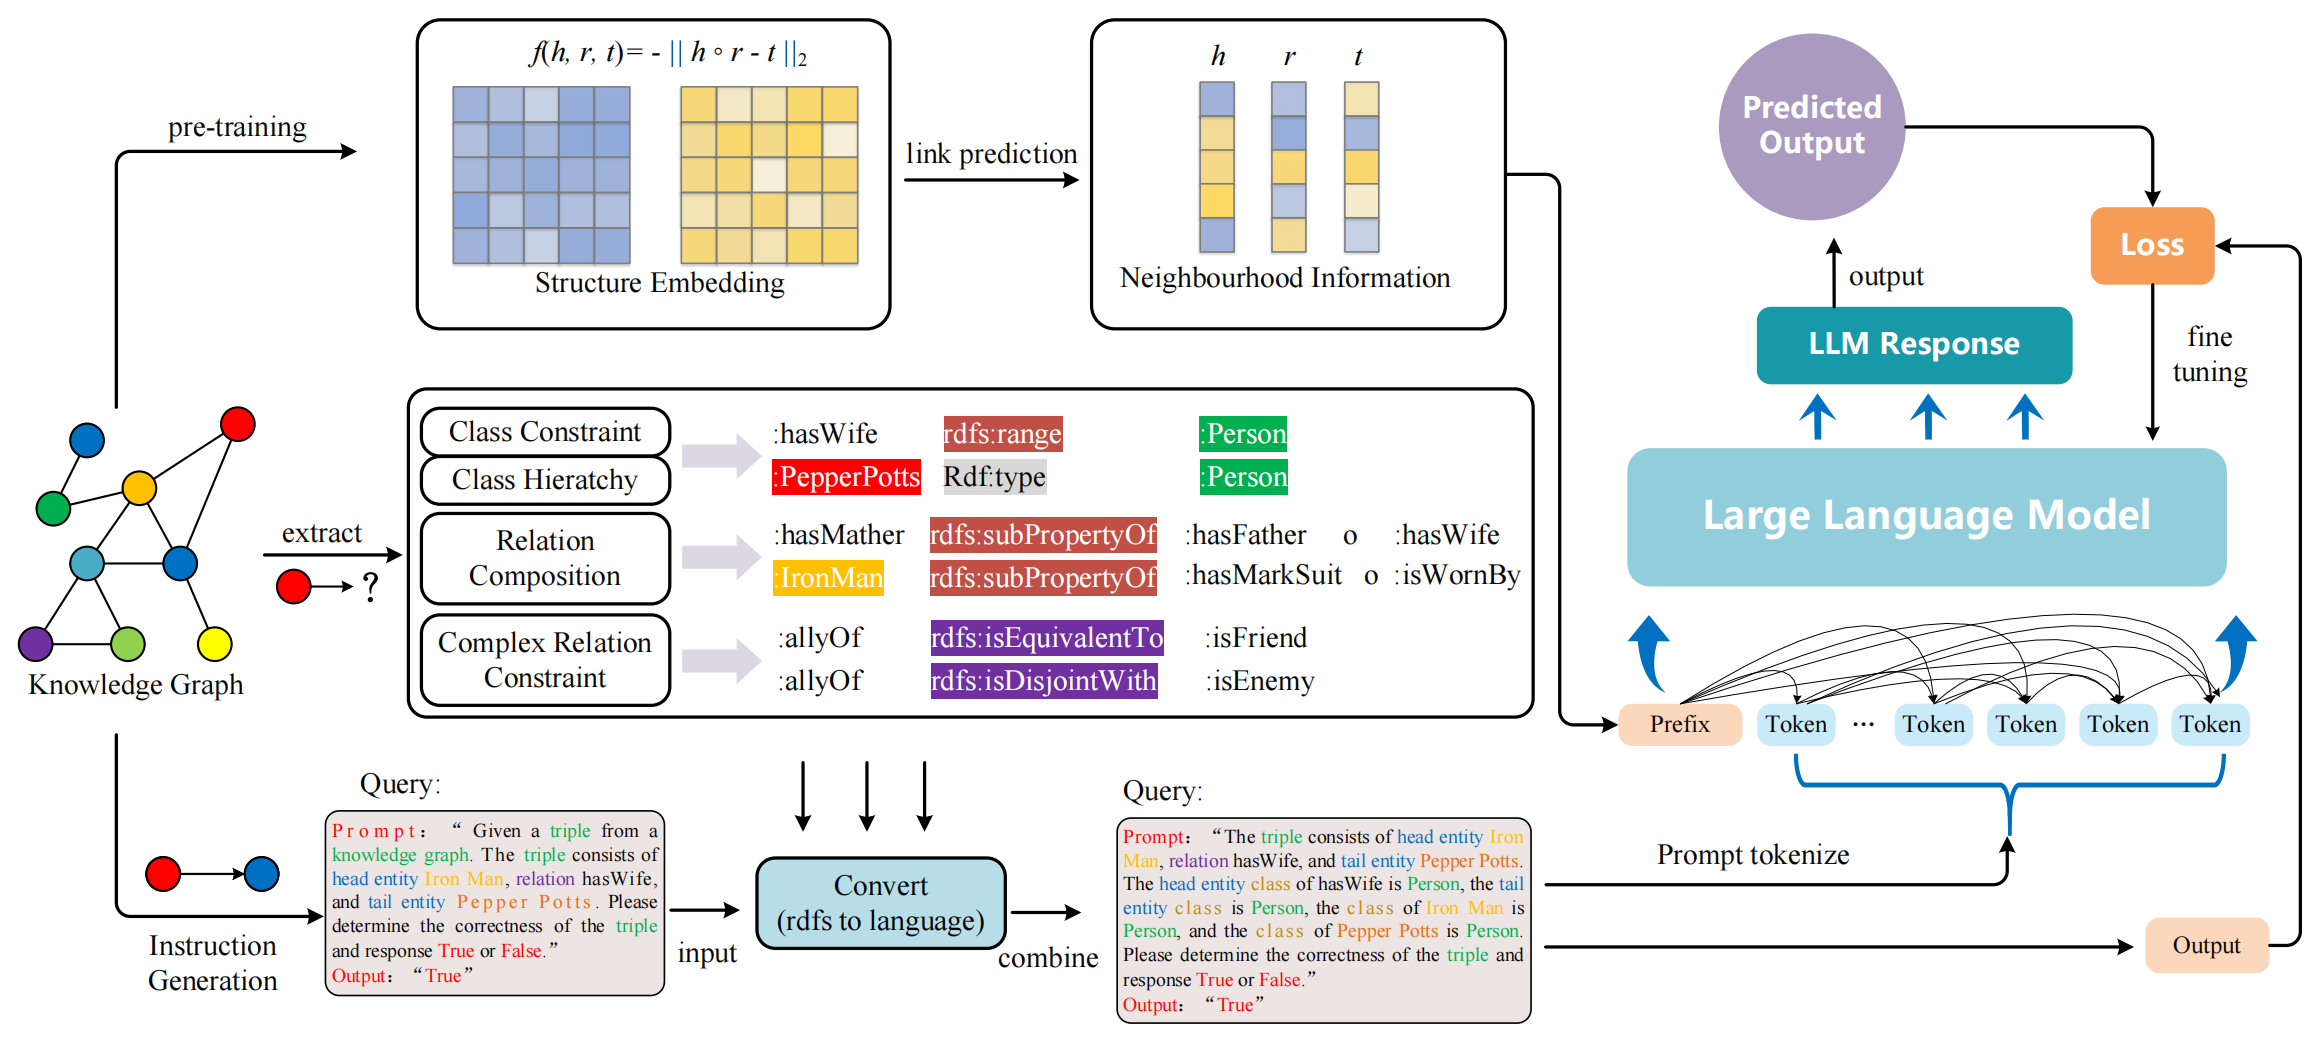 pre-training
f(h, r, t)= - || h ∘ r - t ||2
Structure Embedding
link prediction
h r t
Neighbourhood Information
Predicted
Output
Loss
output
LLM Response
fine
tuning
Large Language Model
Knowledge Graph
extract
?
Class Constraint
:hasWife rdfs:range :Person
Class Hieratchy
:PepperPotts Rdf:type :Person
Relation
Composition
:hasMather rdfs:subPropertyOf :hasFather o :hasWife
:IronMan rdfs:subPropertyOf :hasMarkSuit o :isWornBy
Complex Relation
Constraint
:allyOf rdfs:isEquivalentTo :isFriend
:allyOf rdfs:isDisjointWith :isEnemy
Prefix Token ... Token Token Token Token
Instruction
Generation
Query:
Prompt: “ Given a triple from a
knowledge graph. The triple consists of
head entity Iron Man, relation hasWife,
and tail entity Pepper Potts. Please
determine the correctness of the triple
and response True or False.”
Output: “True”
input
Convert
(rdfs to language)
combine
Query:
Prompt: “The triple consists of head entity Iron
Man, relation hasWife, and tail entity Pepper Potts.
The head entity class of hasWife is Person, the tail
entity class is Person, the class of Iron Man is
Person, and the class of Pepper Potts is Person.
Please determine the correctness of the triple and
response True or False.”
Output: “True”
Prompt tokenize
Output